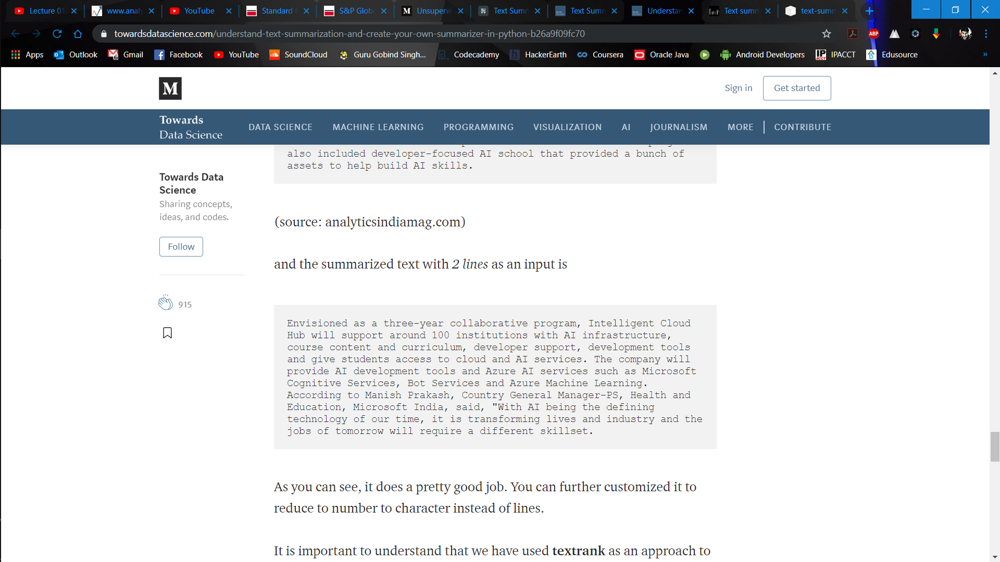 Lecture 01
www.analy
YouTube
Standard &
S&P Globa
Unsupervi
Text Summ
Text Summ
Understan
Text summ
text-summ
towardsdatascience.com/understand-text-summarization-and-create-your-own-summarizer-in-python-b26a9f09fc70
ABP
Apps
Outlook
Gmail
Facebook
YouTube
SoundCloud
Guru Gobind Singh...
Codecademy
HackerEarth
Coursera
Oracle Java
Android Developers
IPACCT
Edusource
M
Sign in
Get started
Towards
Data Science
DATA SCIENCE
MACHINE LEARNING
PROGRAMMING
VISUALIZATION
AI
JOURNALISM
MORE
CONTRIBUTE
Towards Data
Science
Sharing concepts,
ideas, and codes.
Follow
915
also included developer-focused AI school that provided a bunch of
assets to help build AI skills.
(source: analyticsindiamag.com)
and the summarized text with 2 lines as an input is
Envisioned as a three-year collaborative program, Intelligent Cloud
Hub will support around 100 institutions with AI infrastructure,
course content and curriculum, developer support, development tools
and give students access to cloud and AI services. The company will
provide AI development tools and Azure AI services such as Microsoft
Cognitive Services, Bot Services and Azure Machine Learning.
According to Manish Prakash, Country General Manager-PS, Health and
Education, Microsoft India, said, "With AI being the defining
technology of our time, it is transforming lives and industry and the
jobs of tomorrow will require a different skillset.
As you can see, it does a pretty good job. You can further customized it to
reduce to number to character instead of lines.
It is important to understand that we have used textrank as an approach to